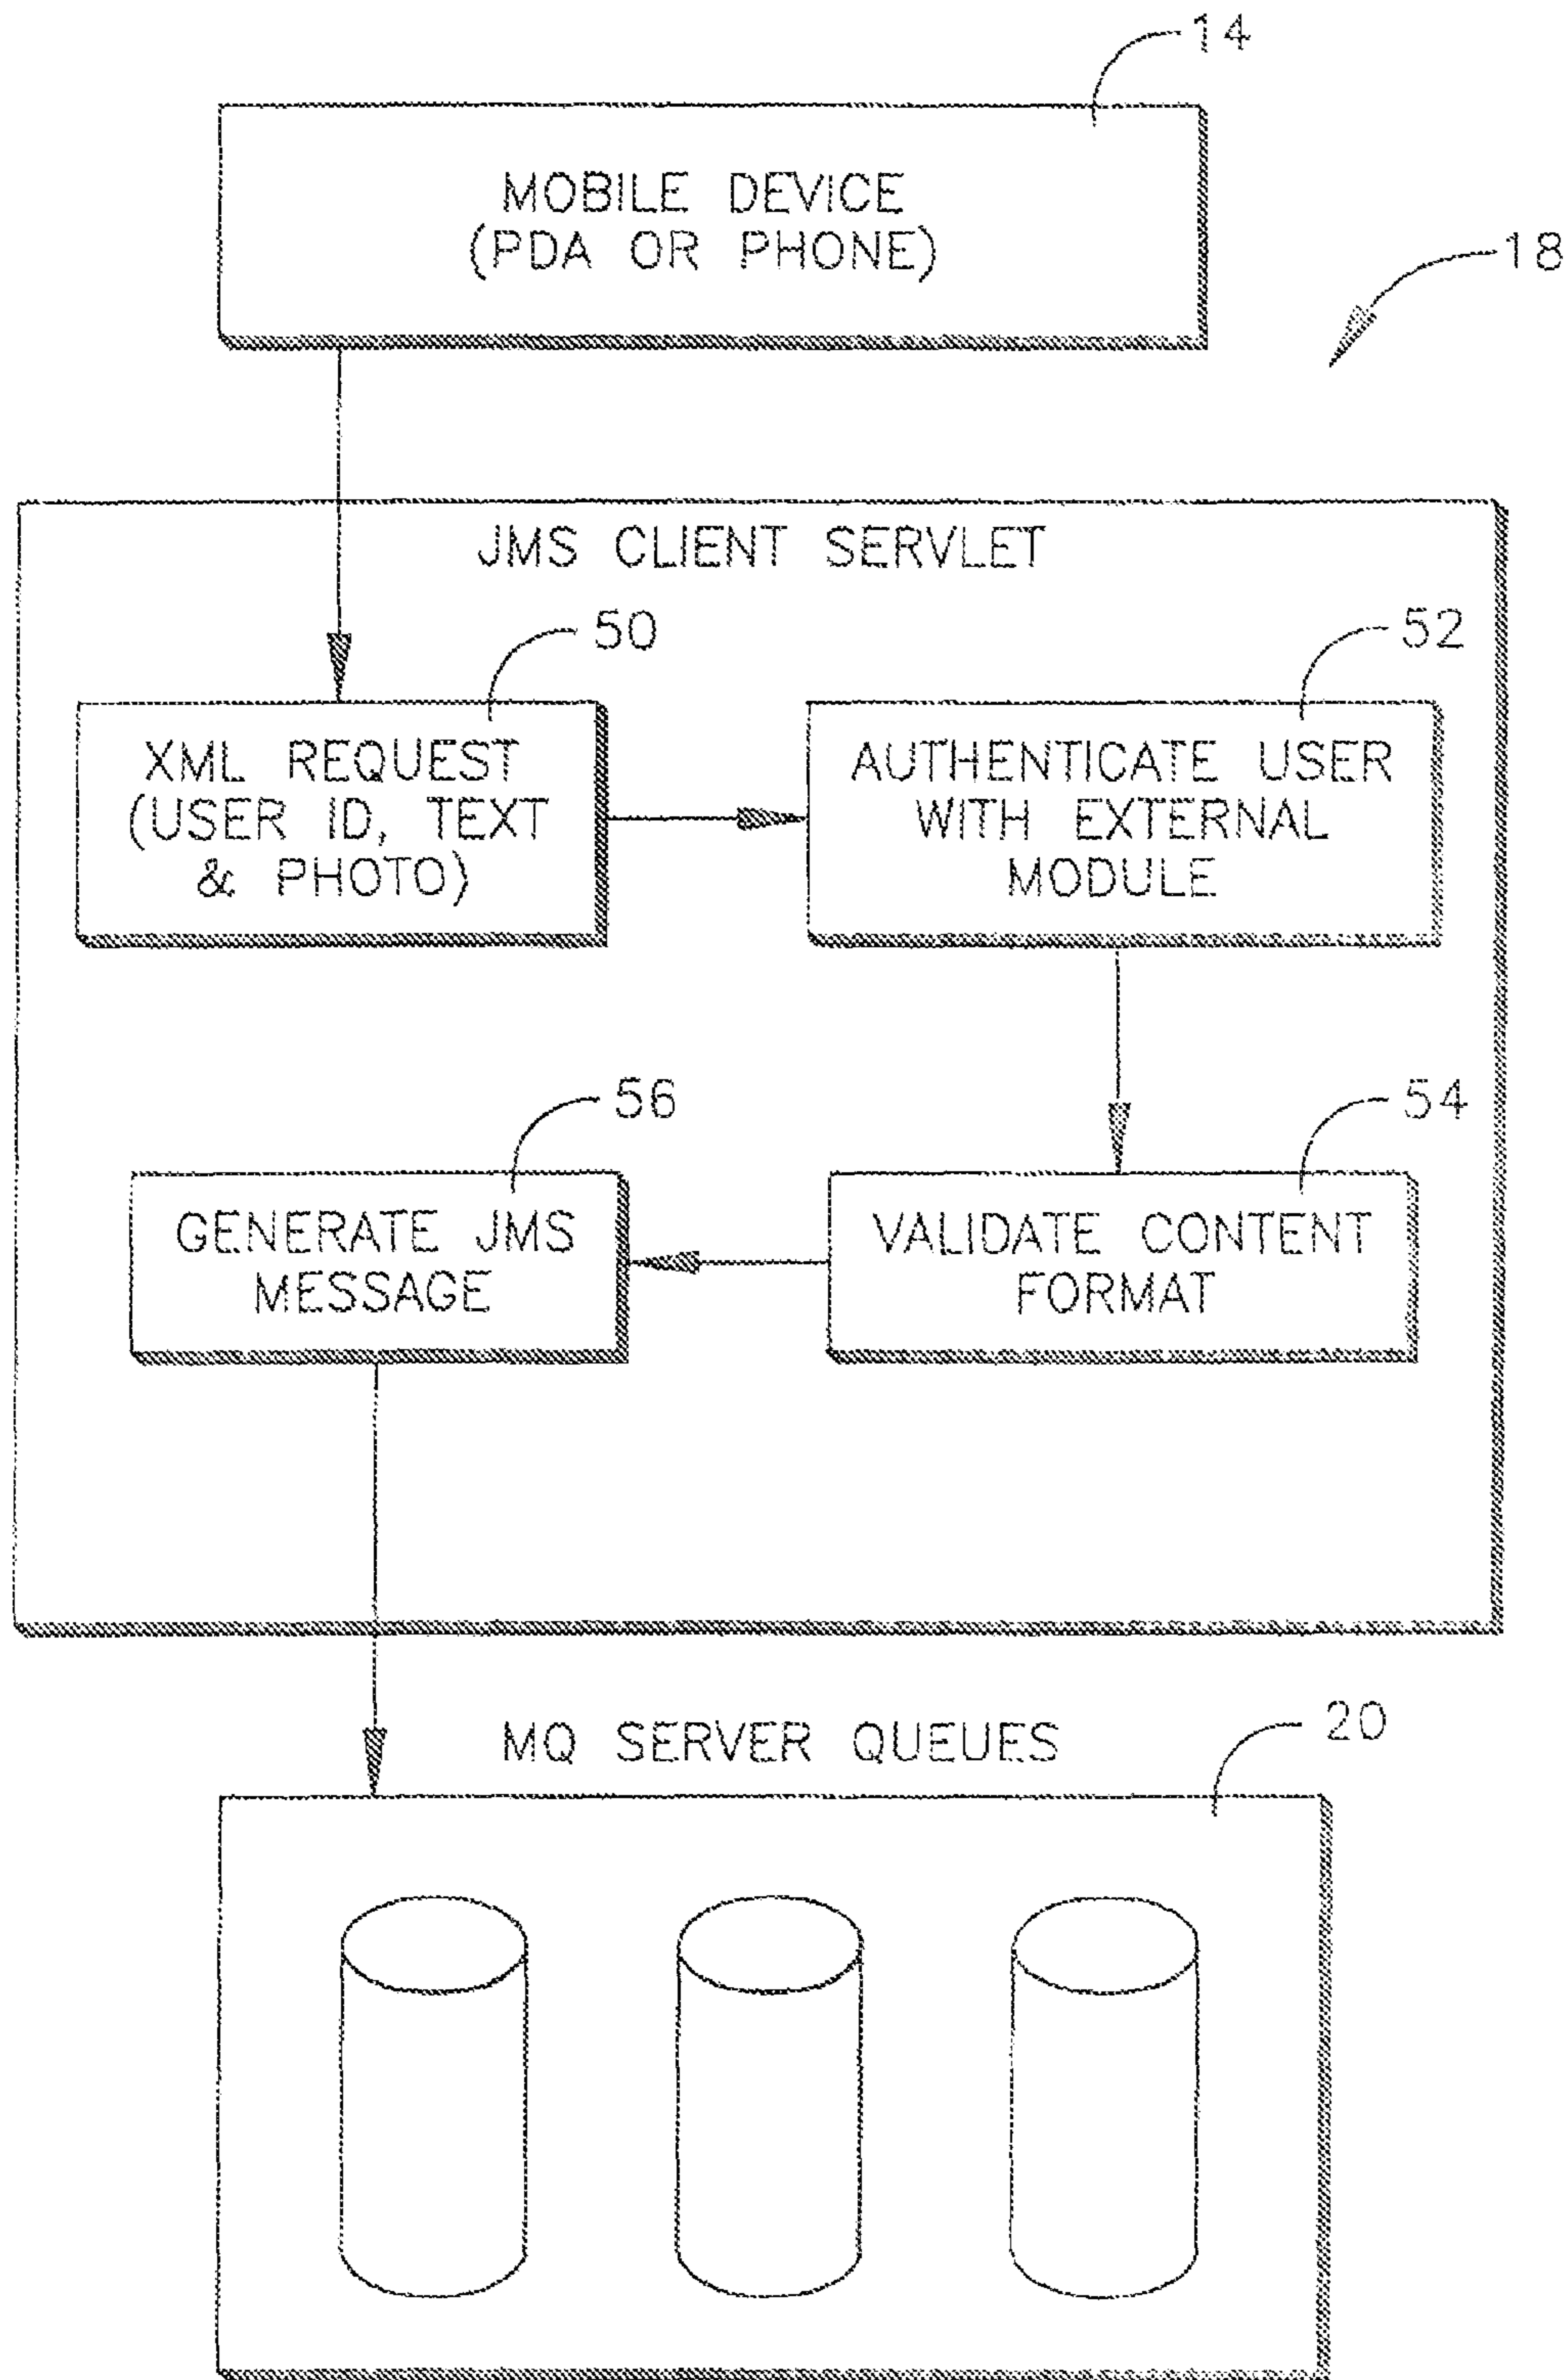 14
MOBILE DEVICE
(PDA OR PHONE)
18
JMS CLIENT SERVLET
50
XML REQUEST
(USER ID, TEXT
& PHOTO)
52
AUTHENTICATE USER
WITH EXTERNAL
MODULE
56
GENERATE JMS
MESSAGE
54
VALIDATE CONTENT
FORMAT
MQ SERVER QUEUES
20